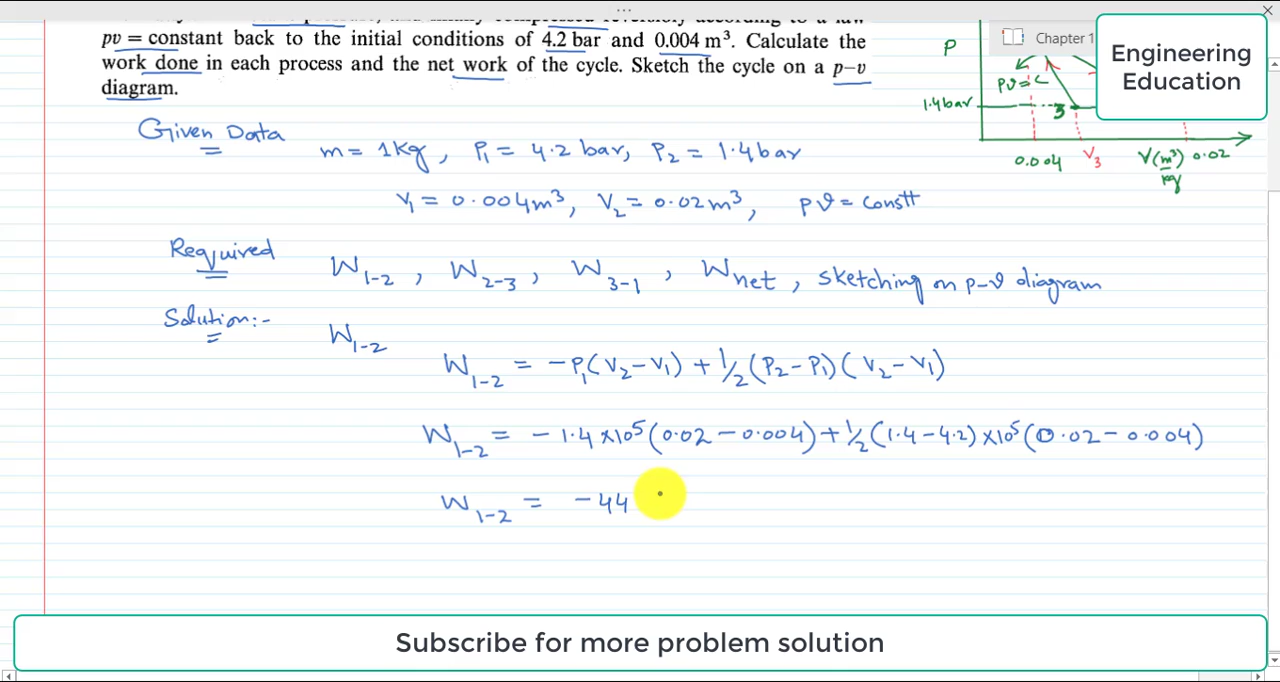 pv = constant back to the initial conditions of 4.2 bar and 0.004 m³. Calculate the
work done in each process and the net work of the cycle. Sketch the cycle on a p–v
diagram.
P
Chapter 1
Engineering
Education
pϑ=c
1.4bar
3
0.004 V₃ V(m³/kg) 0.02
Given Data
m = 1kg, P₁ = 4.2 bar, P₂ = 1.4bar
V₁ = 0.004m³, V₂ = 0.02m³, pϑ = constt
Required W₁₋₂, W₂₋₃, W₃₋₁, Wnet, sketching on p-ϑ diagram
Solution:- W₁₋₂
W₁₋₂ = -P₁(V₂-V₁) + ½(P₂-P₁)(V₂-V₁)
W₁₋₂ = - 1.4×10⁵(0.02-0.004)+½(1.4-4.2)×10⁵(0.02-0.004)
W₁₋₂ = -44
Subscribe for more problem solution